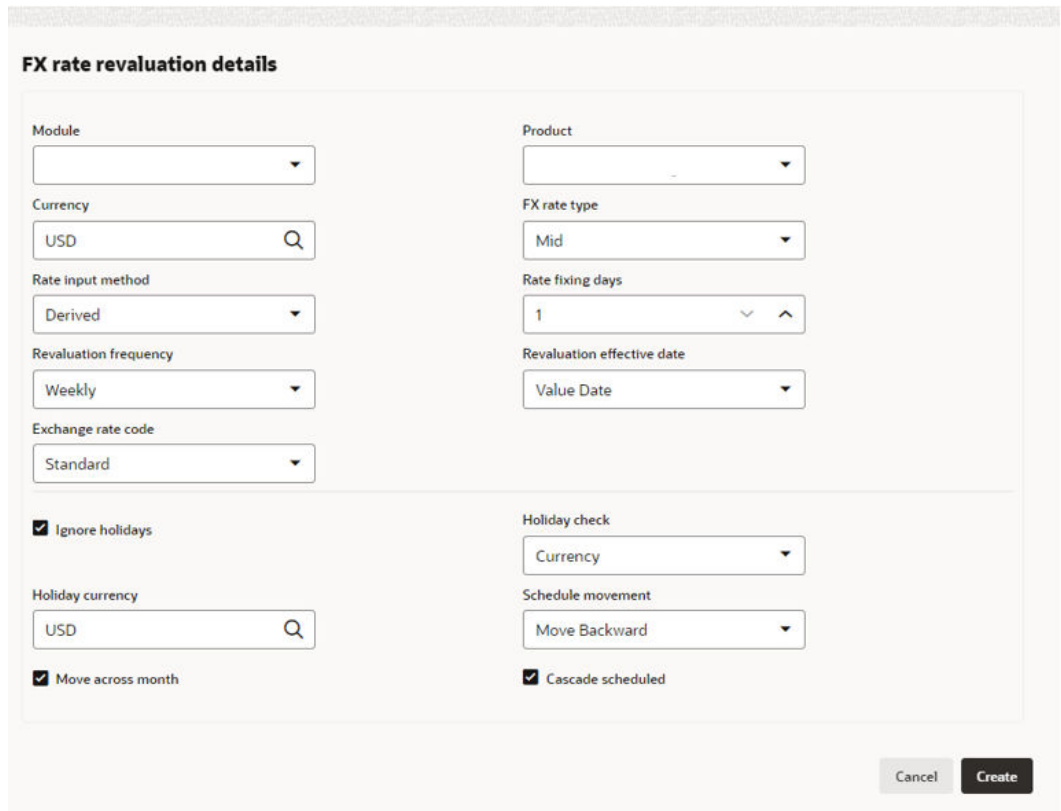 FX rate revaluation details
Module
Product
Currency
FX rate type
USD
Mid
Rate input method
Rate fixing days
Derived
1
Revaluation frequency
Revaluation effective date
Weekly
Value Date
Exchange rate code
Standard
Ignore holidays
Holiday check
Currency
Holiday currency
Schedule movement
USD
Move Backward
Move across month
Cascade scheduled
Cancel
Create